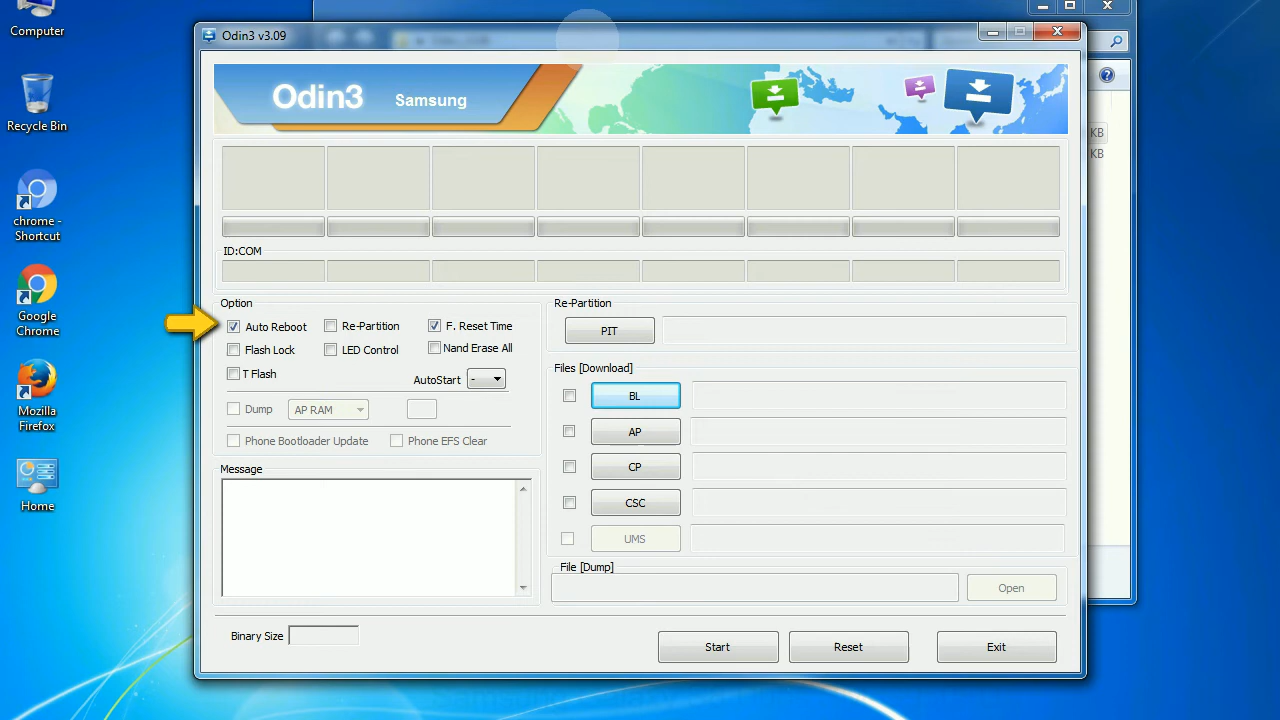 Computer
Recycle Bin
chrome -
Shortcut
Google
Chrome
Mozilla
Firefox
Home
Odin3 v3.09
Odin3 Samsung
ID:COM
Option
Auto Reboot Re-Partition F. Reset Time
Flash Lock LED Control Nand Erase All
T Flash
AutoStart -
Dump AP RAM
Phone Bootloader Update Phone EFS Clear
Message
Re-Partition
PIT
Files [Download]
BL
AP
CP
CSC
UMS
File [Dump]
Open
Binary Size
Start Reset Exit
KB
KB